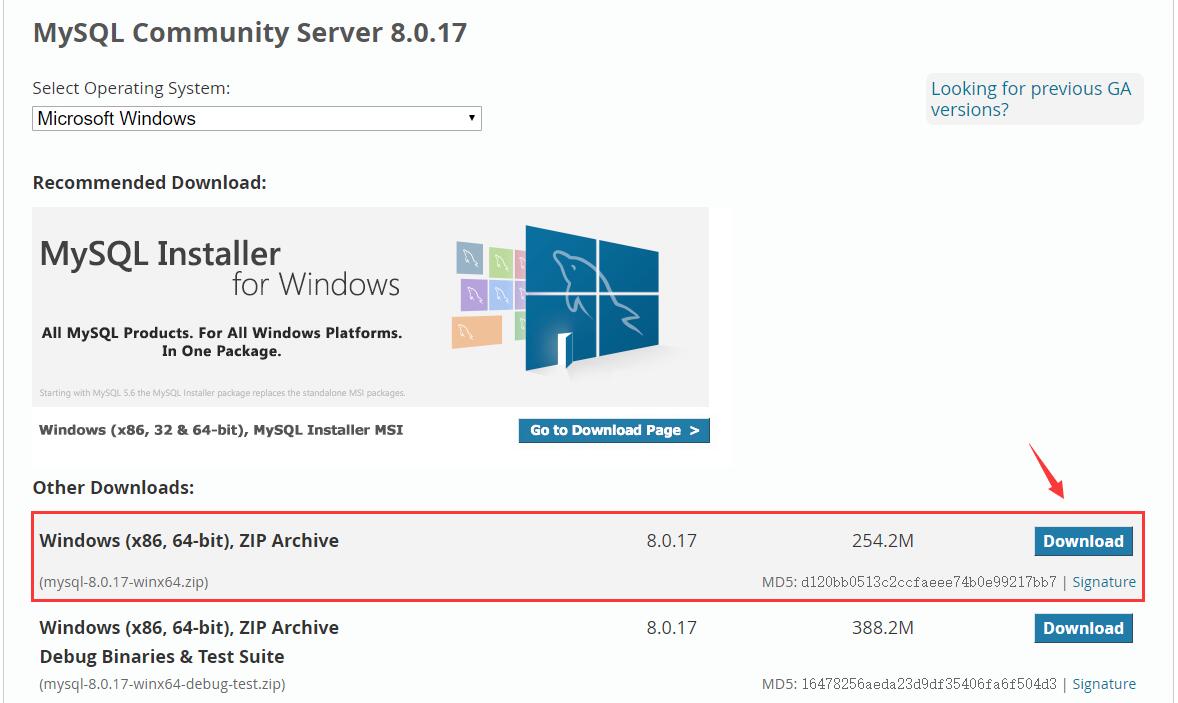 MySQL Community Server 8.0.17
Select Operating System:
Looking for previous GA
versions?
Microsoft Windows
Recommended Download:
MySQL Installer
for Windows
All MySQL Products. For All Windows Platforms.
In One Package.
Starting with MySQL 5.6 the MySQL Installer package replaces the standalone MSI packages.
Windows (x86, 32 & 64-bit), MySQL Installer MSI Go to Download Page >
Other Downloads:
Windows (x86, 64-bit), ZIP Archive 8.0.17 254.2M Download
(mysql-8.0.17-winx64.zip) MD5: d120bb0513c2ccfaeee74b0e99217bb7 | Signature
Windows (x86, 64-bit), ZIP Archive 8.0.17 388.2M Download
Debug Binaries & Test Suite
(mysql-8.0.17-winx64-debug-test.zip) MD5: 16478256aeda23d9df35406fa6f504d3 | Signature